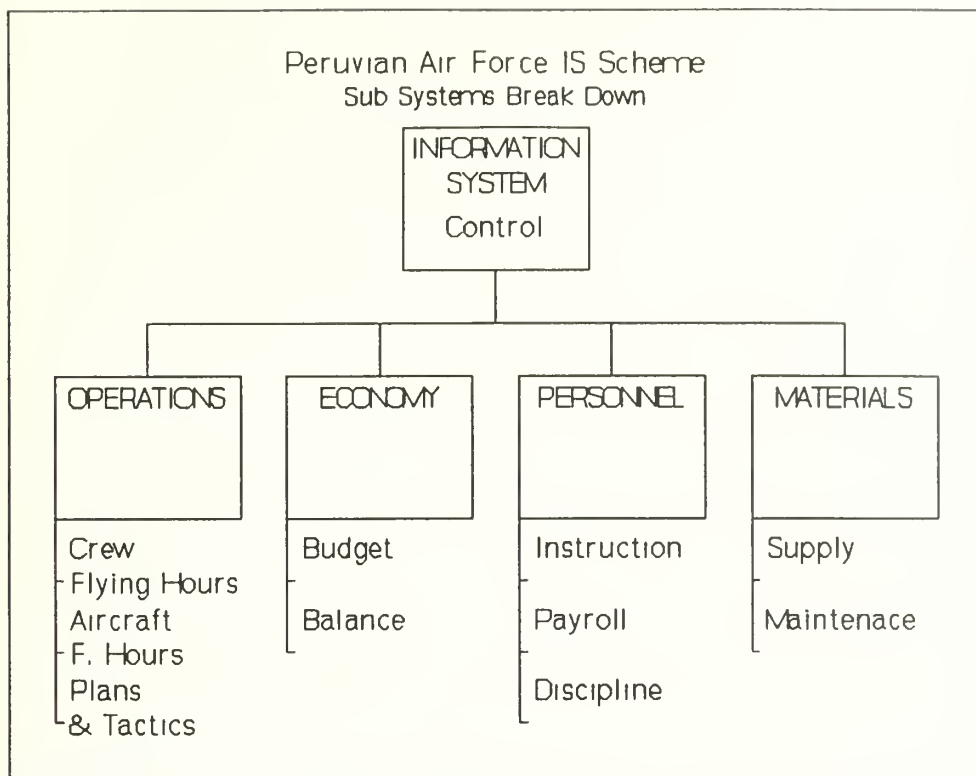 Peruvian Air Force IS Scheme
Sub Systems Break Down
INFORMATION
SYSTEM
Control
OPERATIONS
Crew
Flying Hours
Aircraft
F. Hours
Plans
& Tactics
ECONOMY
Budget
Balance
PERSONNEL
Instruction
Payroll
Discipline
MATERIALS
Supply
Maintenace